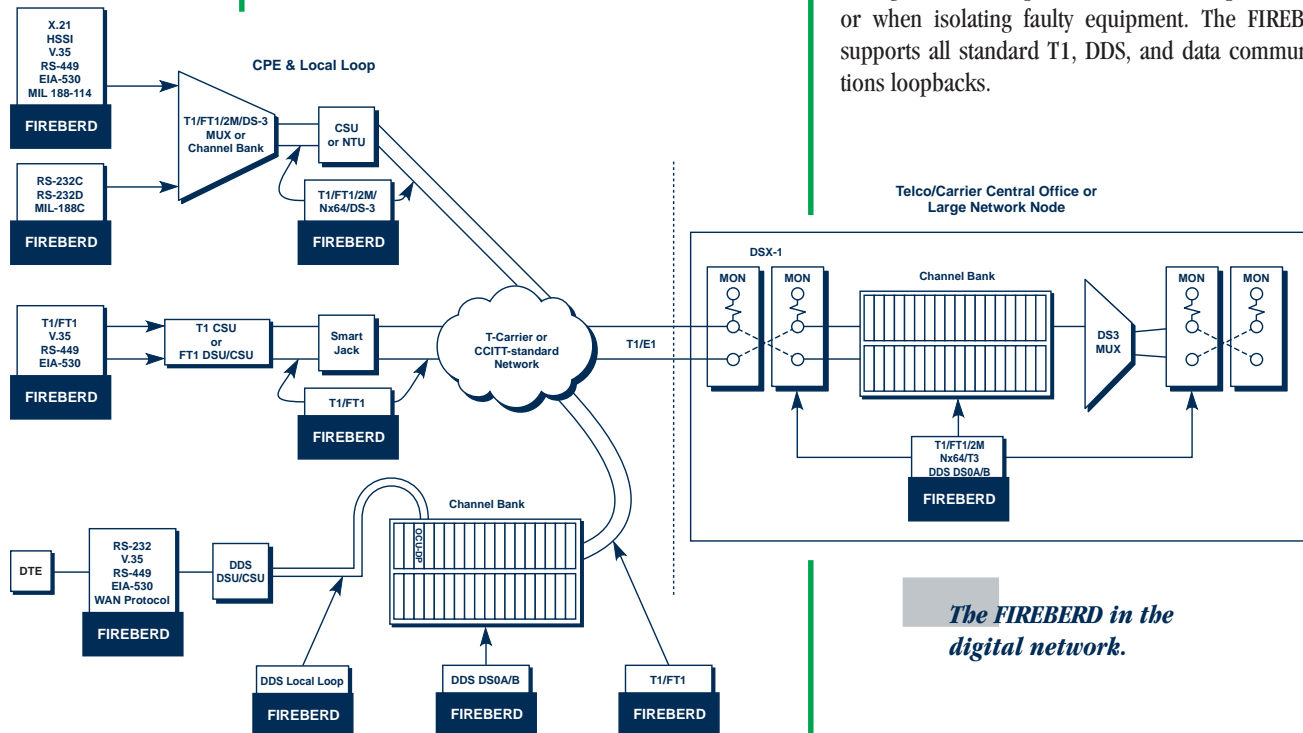 or when isolating faulty equipment. The FIREB
supports all standard T1, DDS, and data commun
tions loopbacks.
X.21
HSSI
V.35
RS-449
EIA-530
MIL 188-114
FIREBERD
CPE & Local Loop
T1/FT1/2M/DS-3
MUX or
Channel Bank
CSU
or NTU
RS-232C
RS-232D
MIL-188C
FIREBERD
T1/FT1/2M/
Nx64/DS-3
FIREBERD
T1/FT1
V.35
RS-449
EIA-530
FIREBERD
T1 CSU
or
FT1 DSU/CSU
Smart
Jack
T1/FT1
FIREBERD
T-Carrier or
CCITT-standard
Network
T1/E1
Telco/Carrier Central Office or
Large Network Node
DSX-1
MON
MON
Channel Bank
DS3
MUX
MON
MON
T1/FT1/2M
Nx64/T3
DDS DS0A/B
FIREBERD
DTE
RS-232
V.35
RS-449
EIA-530
WAN Protocol
FIREBERD
DDS
DSU/CSU
Channel Bank
OCU-DP
DDS Local Loop
FIREBERD
DDS DS0A/B
FIREBERD
T1/FT1
FIREBERD
The FIREBERD in the
digital network.